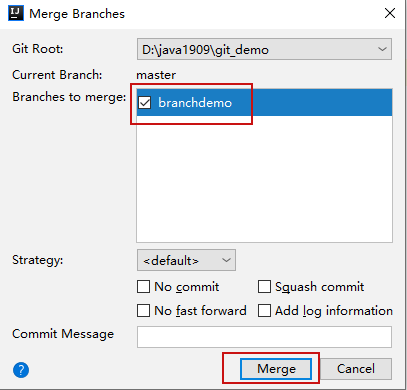 IJ Merge Branches
Git Root: D:\java1909\git_demo
Current Branch: master
Branches to merge: branchdemo
Strategy: <default>
No commit Squash commit
No fast forward Add log information
Commit Message
? Merge Cancel